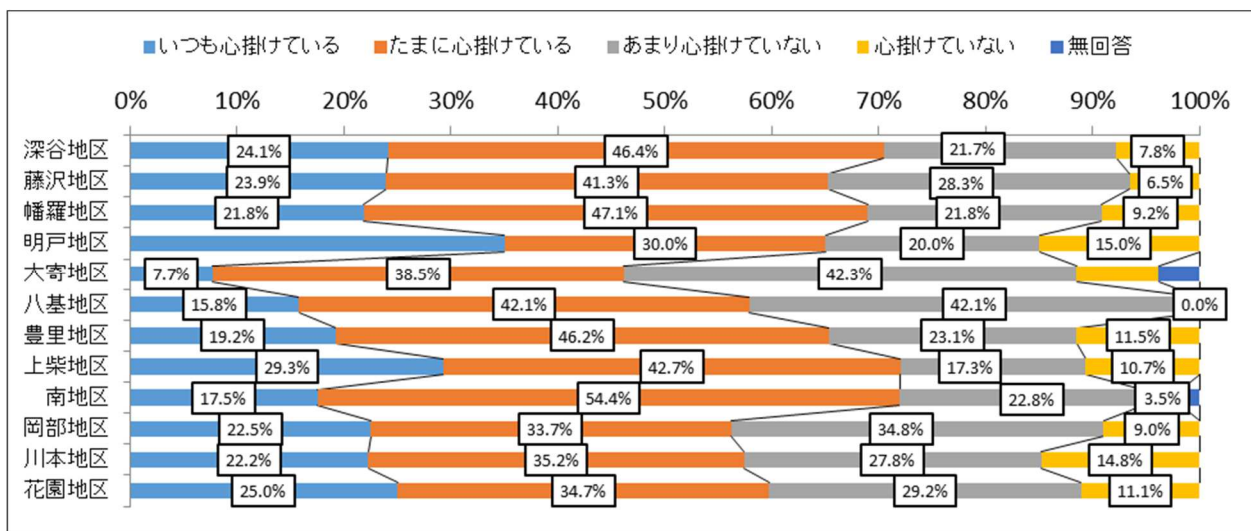 いつも心掛けている たまに心掛けている あまり心掛けていない 心掛けていない 無回答
0% 10% 20% 30% 40% 50% 60% 70% 80% 90% 100%
深谷地区 24.1% 46.4% 21.7% 7.8%
藤沢地区 23.9% 41.3% 28.3% 6.5%
幡羅地区 21.8% 47.1% 21.8% 9.2%
明戸地区 30.0% 20.0% 15.0%
大寄地区 7.7% 38.5% 42.3%
八基地区 15.8% 42.1% 42.1% 0.0%
豊里地区 19.2% 46.2% 23.1% 11.5%
上柴地区 29.3% 42.7% 17.3% 10.7%
南地区 17.5% 54.4% 22.8% 3.5%
岡部地区 22.5% 33.7% 34.8% 9.0%
川本地区 22.2% 35.2% 27.8% 14.8%
花園地区 25.0% 34.7% 29.2% 11.1%